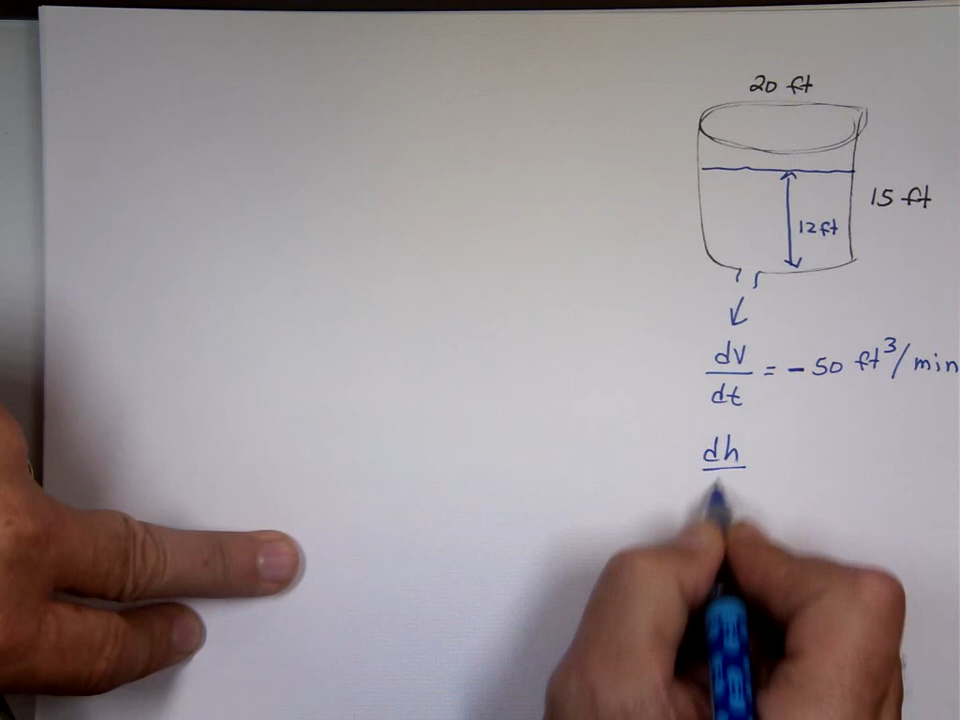 20 ft
15 ft
12 ft
dV/dt = - 50 ft³/min
dh